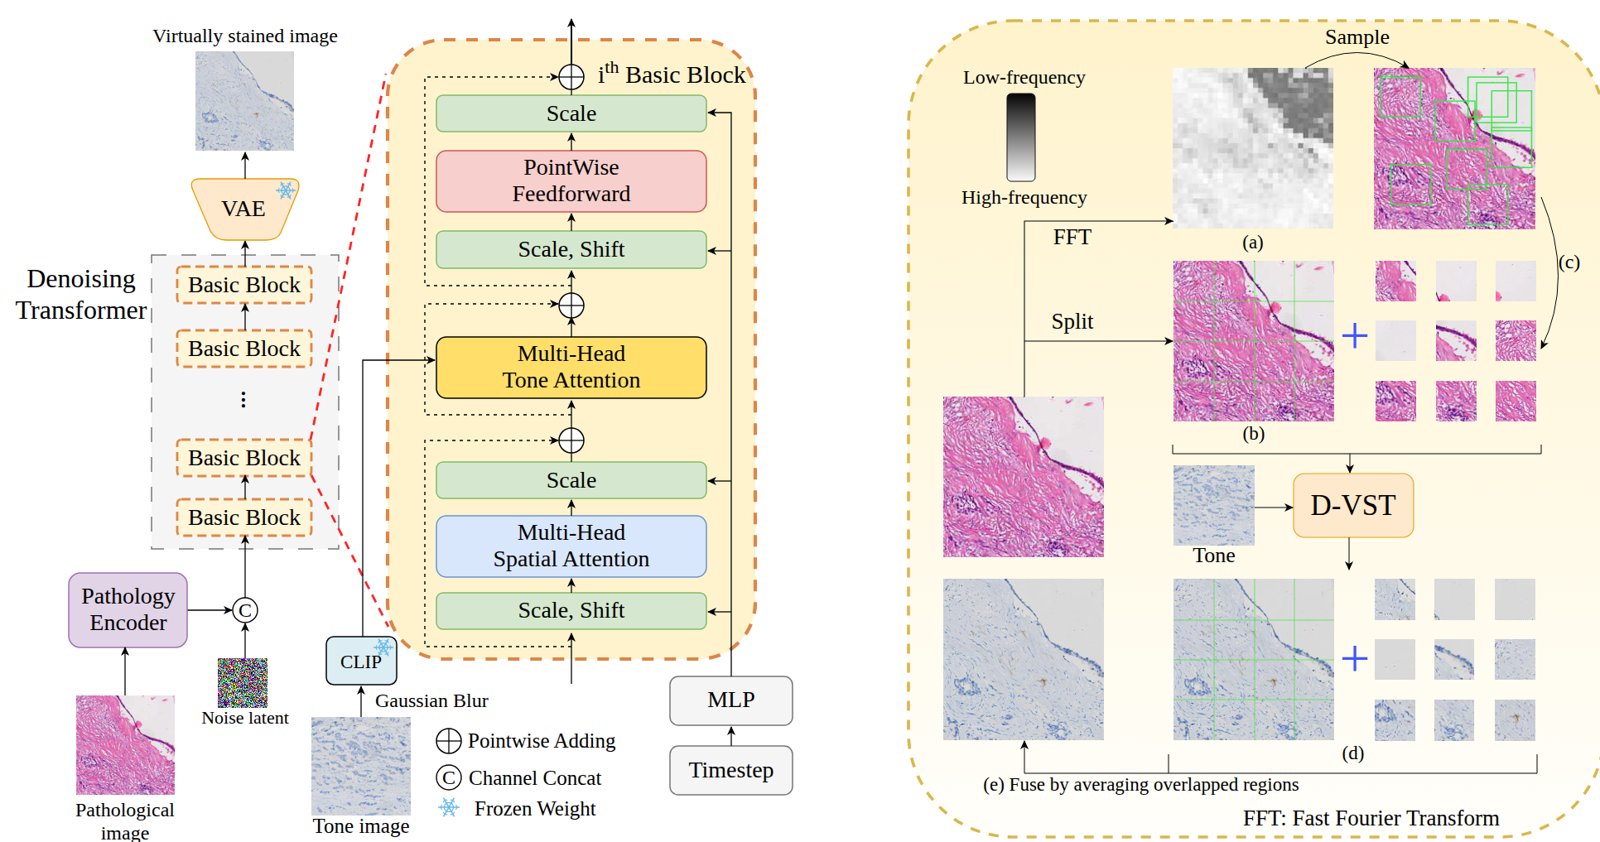 Virtually stained image
VAE
Denoising
Transformer
Basic Block
Basic Block
⋮
Basic Block
Basic Block
Pathology
Encoder
C
Noise latent
Pathological
image
ith Basic Block
Scale
PointWise
Feedforward
Scale, Shift
Multi-Head
Tone Attention
Scale
Multi-Head
Spatial Attention
Scale, Shift
CLIP
Gaussian Blur
Tone image
Pointwise Adding
C Channel Concat
Frozen Weight
MLP
Timestep
Low-frequency
High-frequency
Sample
FFT
(a)
(c)
Split
(b)
Tone
D-VST
(d)
(e) Fuse by averaging overlapped regions
FFT: Fast Fourier Transform